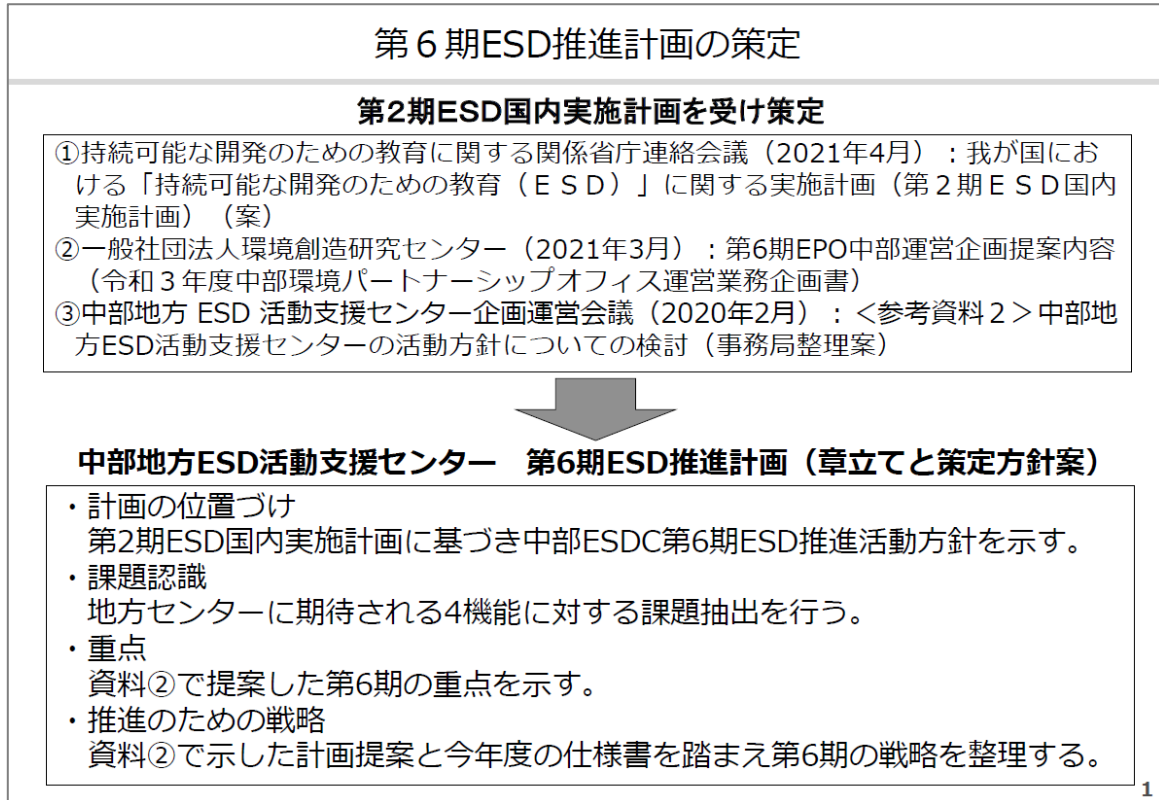 第６期ESD推進計画の策定
第2期ESD国内実施計画を受け策定
①持続可能な開発のための教育に関する関係省庁連絡会議（2021年4月）：我が国にお
ける「持続可能な開発のための教育（ＥＳＤ）」に関する実施計画（第２期ＥＳＤ国内
実施計画）（案）
②一般社団法人環境創造研究センター（2021年3月）：第6期EPO中部運営企画提案内容
（令和３年度中部環境パートナーシップオフィス運営業務企画書）
③中部地方 ESD 活動支援センター企画運営会議（2020年2月）：＜参考資料２＞中部地
方ESD活動支援センターの活動方針についての検討（事務局整理案）
中部地方ESD活動支援センター　第6期ESD推進計画（章立てと策定方針案）
・計画の位置づけ
第2期ESD国内実施計画に基づき中部ESDC第6期ESD推進活動方針を示す。
・課題認識
地方センターに期待される4機能に対する課題抽出を行う。
・重点
資料②で提案した第6期の重点を示す。
・推進のための戦略
資料②で示した計画提案と今年度の仕様書を踏まえ第6期の戦略を整理する。
1